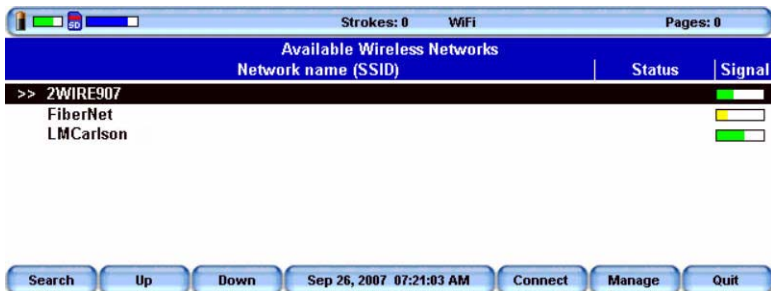 SD Strokes: 0 WiFi Pages: 0
Available Wireless Networks
Network name (SSID) Status Signal
>> 2WIRE907
FiberNet
LMCarlson
Search Up Down Sep 26, 2007 07:21:03 AM Connect Manage Quit